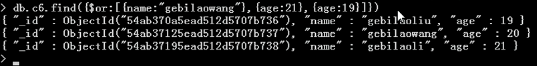 > db.c6.find({$or:[{name:"gebilaowang"},{age:21},{age:19}]})
{ "_id" : ObjectId("54ab370a5ead512d5707b736"), "name" : "gebilaoliu", "age" : 19 }
{ "_id" : ObjectId("54ab37125ead512d5707b737"), "name" : "gebilaowang", "age" : 20 }
{ "_id" : ObjectId("54ab37195ead512d5707b738"), "name" : "gebilaoli", "age" : 21 }
>